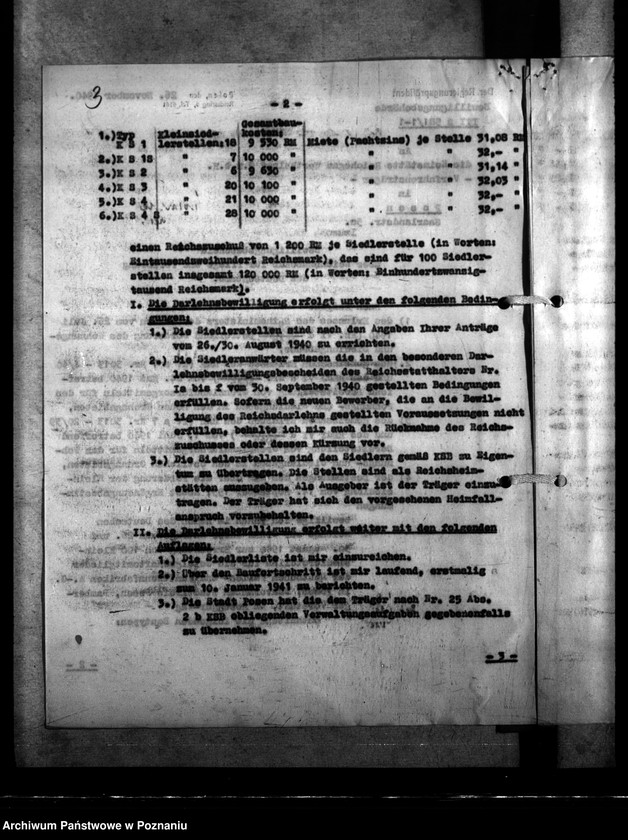 3
- 2 -
Gesamtbau-
1.) Typ Kleinsied- kosten:
K S 1 lerstellen: 18 9 530 RM Miete (Pachtzins) je Stelle 31,08 RM
2.) K S 1S " 7 10 000 " " " " 32,- "
3.) K S 2 " 6 9 630 " " " " 31,14 "
4.) K S 3 " 20 10 100 " " " " 32,03 "
5.) K S 4 " 21 10 000 " " " " 32,- "
6.) K S 4 S " 28 10 000 " " " " 32,- "
einen Reichszuschuß von 1 200 RM je Siedlerstelle (in Worten:
Eintausendzweihundert Reichsmark), das sind für 100 Siedler-
stellen insgesamt 120 000 RM (in Worten: Einhundertzwanzig-
tausend Reichsmark).
I. Die Darlehnsbewilligung erfolgt unter den folgenden Bedin-
gungen:
1.) Die Siedlerstellen sind nach den Angaben Ihrer Anträge
vom 26./30. August 1940 zu errichten.
2.) Die Siedleranwärter müssen die in den besonderen Dar-
lehnsbewilligungsbescheiden des Reichsstatthalters Nr.
Ia bis f vom 30. September 1940 gestellten Bedingungen
erfüllen. Sofern die neuen Bewerber, die an die Bewil-
ligung des Reichsdarlehns gestellten Voraussetzungen nicht
erfüllen, behalte ich mir auch die Rücknahme des Reichs-
zuschusses oder dessen Kürzung vor.
3.) Die Siedlerstellen sind den Siedlern gemäß KSB zu Eigen-
tum zu übertragen. Die Stellen sind als Reichsheim-
stätten auszugeben. Als Ausgeber ist der Träger einzu-
tragen. Der Träger hat sich den vorgesehenen Heimfall-
anspruch vorzubehalten.
II. Die Darlehnsbewilligung erfolgt weiter mit den folgenden
Auflagen:
1.) Die Siedlerliste ist mir einzureichen.
2.) Über den Baufortschritt ist mir laufend, erstmalig
zum 10. Januar 1941 zu berichten.
3.) Die Stadt Posen hat die dem Träger nach Nr. 25 Abs.
2 b KSB obliegenden Verwaltungsaufgaben gegebenenfalls
zu übernehmen.
- 3 -
Archiwum Państwowe w Poznaniu